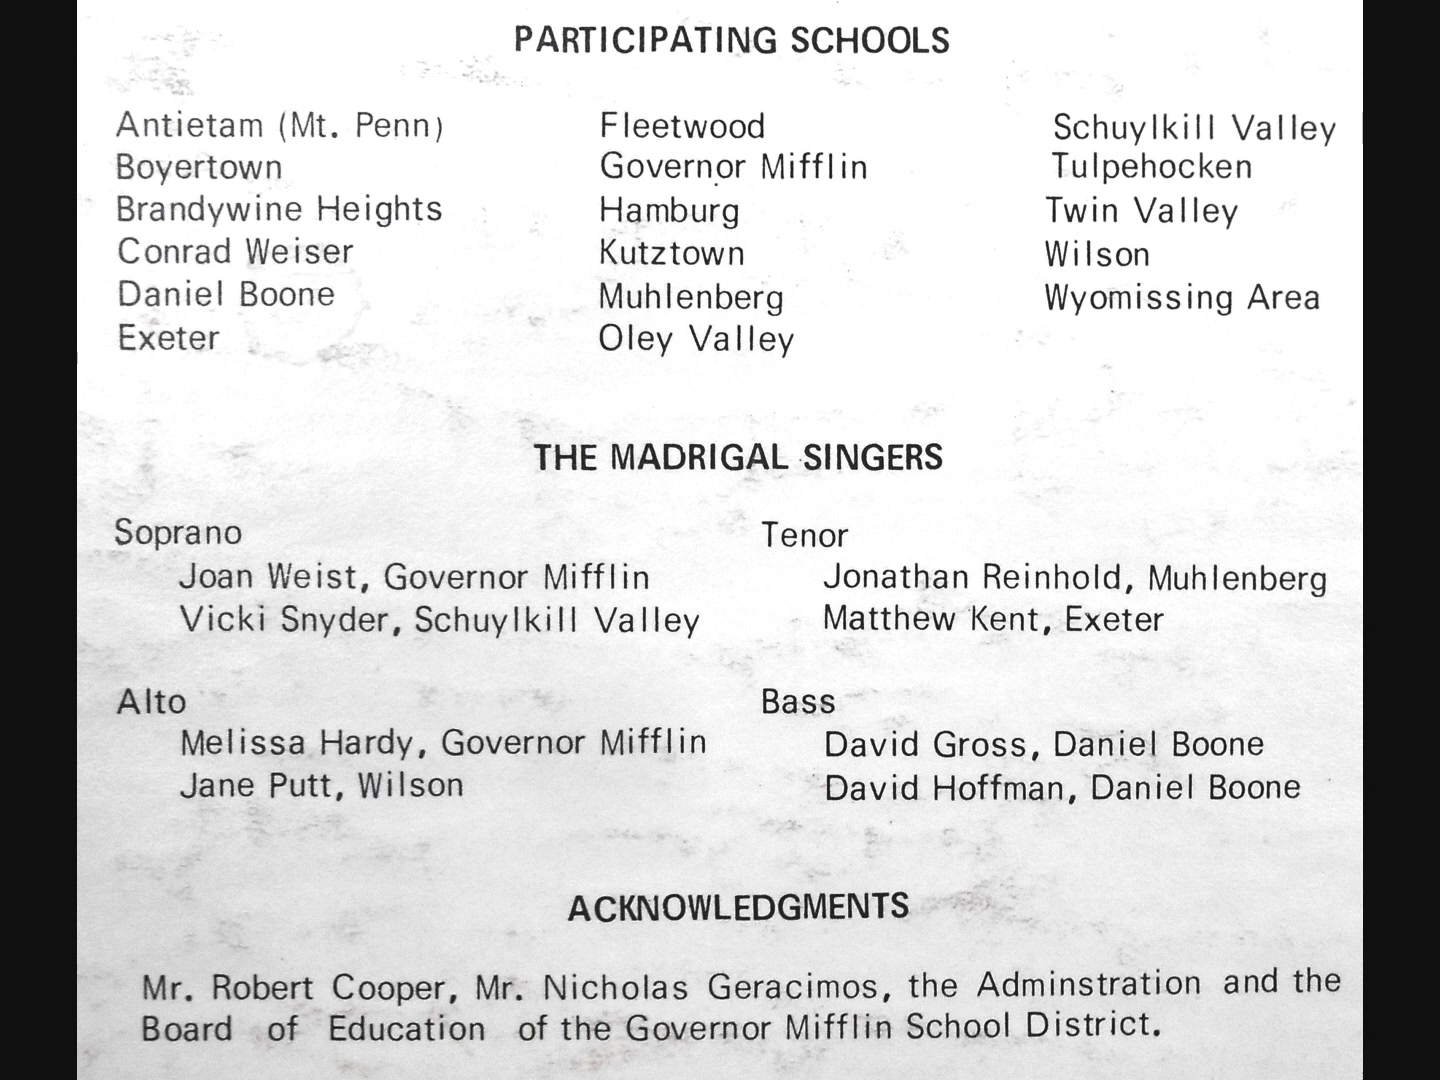 PARTICIPATING SCHOOLS
Antietam (Mt. Penn)
Boyertown
Brandywine Heights
Conrad Weiser
Daniel Boone
Exeter
Fleetwood
Governor Mifflin
Hamburg
Kutztown
Muhlenberg
Oley Valley
Schuylkill Valley
Tulpehocken
Twin Valley
Wilson
Wyomissing Area
THE MADRIGAL SINGERS
Soprano
Joan Weist, Governor Mifflin
Vicki Snyder, Schuylkill Valley
Alto
Melissa Hardy, Governor Mifflin
Jane Putt, Wilson
Tenor
Jonathan Reinhold, Muhlenberg
Matthew Kent, Exeter
Bass
David Gross, Daniel Boone
David Hoffman, Daniel Boone
ACKNOWLEDGMENTS
Mr. Robert Cooper, Mr. Nicholas Geracimos, the Adminstration and the
Board of Education of the Governor Mifflin School District.